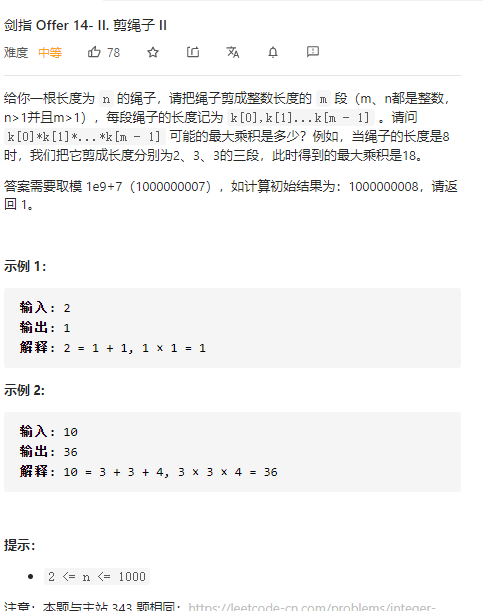 剑指 Offer 14- II. 剪绳子 II
难度 中等 78
给你一根长度为 n 的绳子，请把绳子剪成整数长度的 m 段（m、n都是整数，
n>1并且m>1），每段绳子的长度记为 k[0],k[1]...k[m - 1] 。请问
k[0]*k[1]*...*k[m - 1] 可能的最大乘积是多少？例如，当绳子的长度是8
时，我们把它剪成长度分别为2、3、3的三段，此时得到的最大乘积是18。
答案需要取模 1e9+7（1000000007），如计算初始结果为：1000000008，请返
回 1。
示例 1：
输入: 2
输出: 1
解释: 2 = 1 + 1, 1 × 1 = 1
示例 2:
输入: 10
输出: 36
解释: 10 = 3 + 3 + 4, 3 × 3 × 4 = 36
提示：
2 <= n <= 1000
注意：本题与主站 343 题相同：https://leetcode-cn.com/problems/integer-